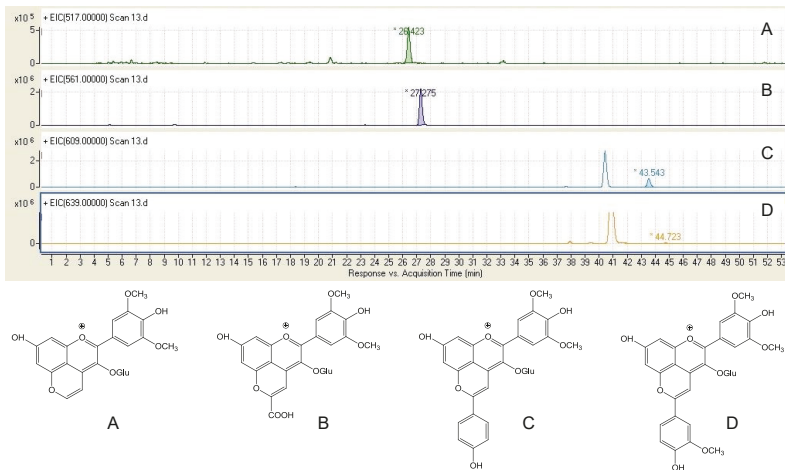 x10 5 + EIC(517.00000) Scan 13.d
A
5
* 26.423
0
x10 6 + EIC(561.00000) Scan 13.d
B
2
* 27.275
0
x10 6 + EIC(609.00000) Scan 13.d
C
2
* 43.543
0
x10 6 + EIC(639.00000) Scan 13.d
D
* 44.723
0
1 2 3 4 5 6 7 8 9 10 11 12 13 14 15 16 17 18 19 20 21 22 23 24 25 26 27 28 29 30 31 32 33 34 35 36 37 38 39 40 41 42 43 44 45 46 47 48 49 50 51 52 53
Response vs. Acquisition Time (min)
OCH₃
OH
HO
O
⊕
OCH₃
OGlu
O
A
OCH₃
OH
HO
O
⊕
OCH₃
OGlu
O
COOH
B
OCH₃
OH
HO
O
⊕
OCH₃
OGlu
O
OH
C
OCH₃
OH
HO
O
⊕
OCH₃
OGlu
O
OCH₃
OH
D